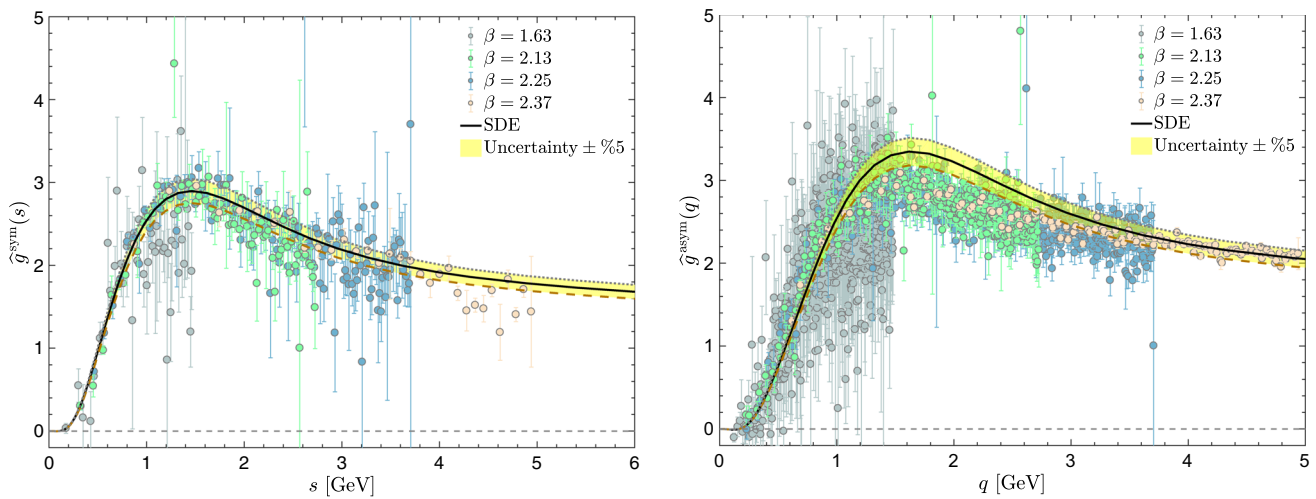 5
4
3
2
1
0
ĝ^sym(s)
β = 1.63
β = 2.13
β = 2.25
β = 2.37
SDE
Uncertainty ± %5
0 1 2 3 4 5 6
s [GeV]
5
4
3
2
1
0
ĝ^asym(q)
β = 1.63
β = 2.13
β = 2.25
β = 2.37
SDE
Uncertainty ± %5
0 1 2 3 4 5
q [GeV]